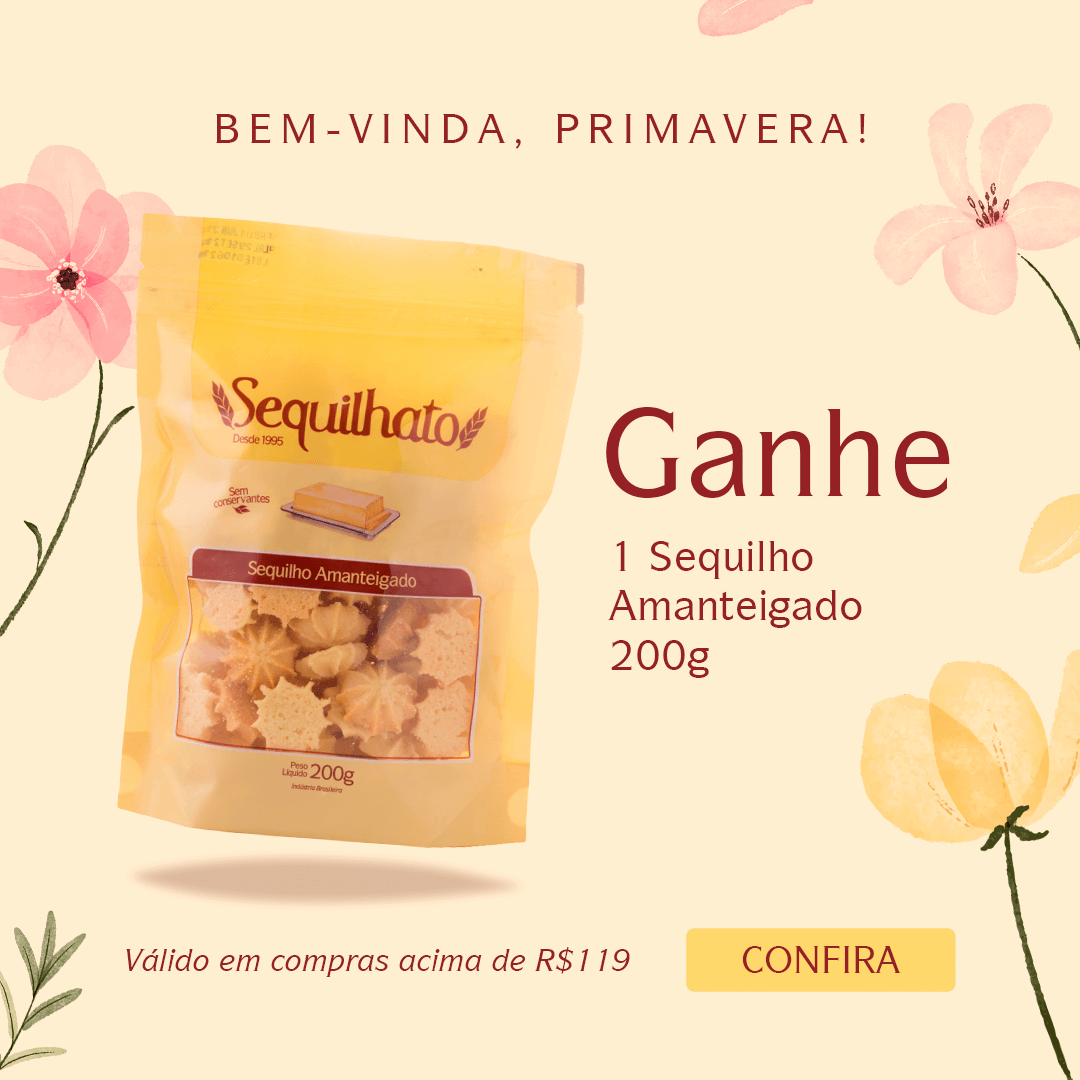 BEM-VINDA, PRIMAVERA!
Sequilhato
Desde 1995
Sem
conservantes
Sequilho Amanteigado
Peso
Líquido 200g
Indústria Brasileira
Ganhe
1 Sequilho
Amanteigado
200g
Válido em compras acima de R$119
CONFIRA